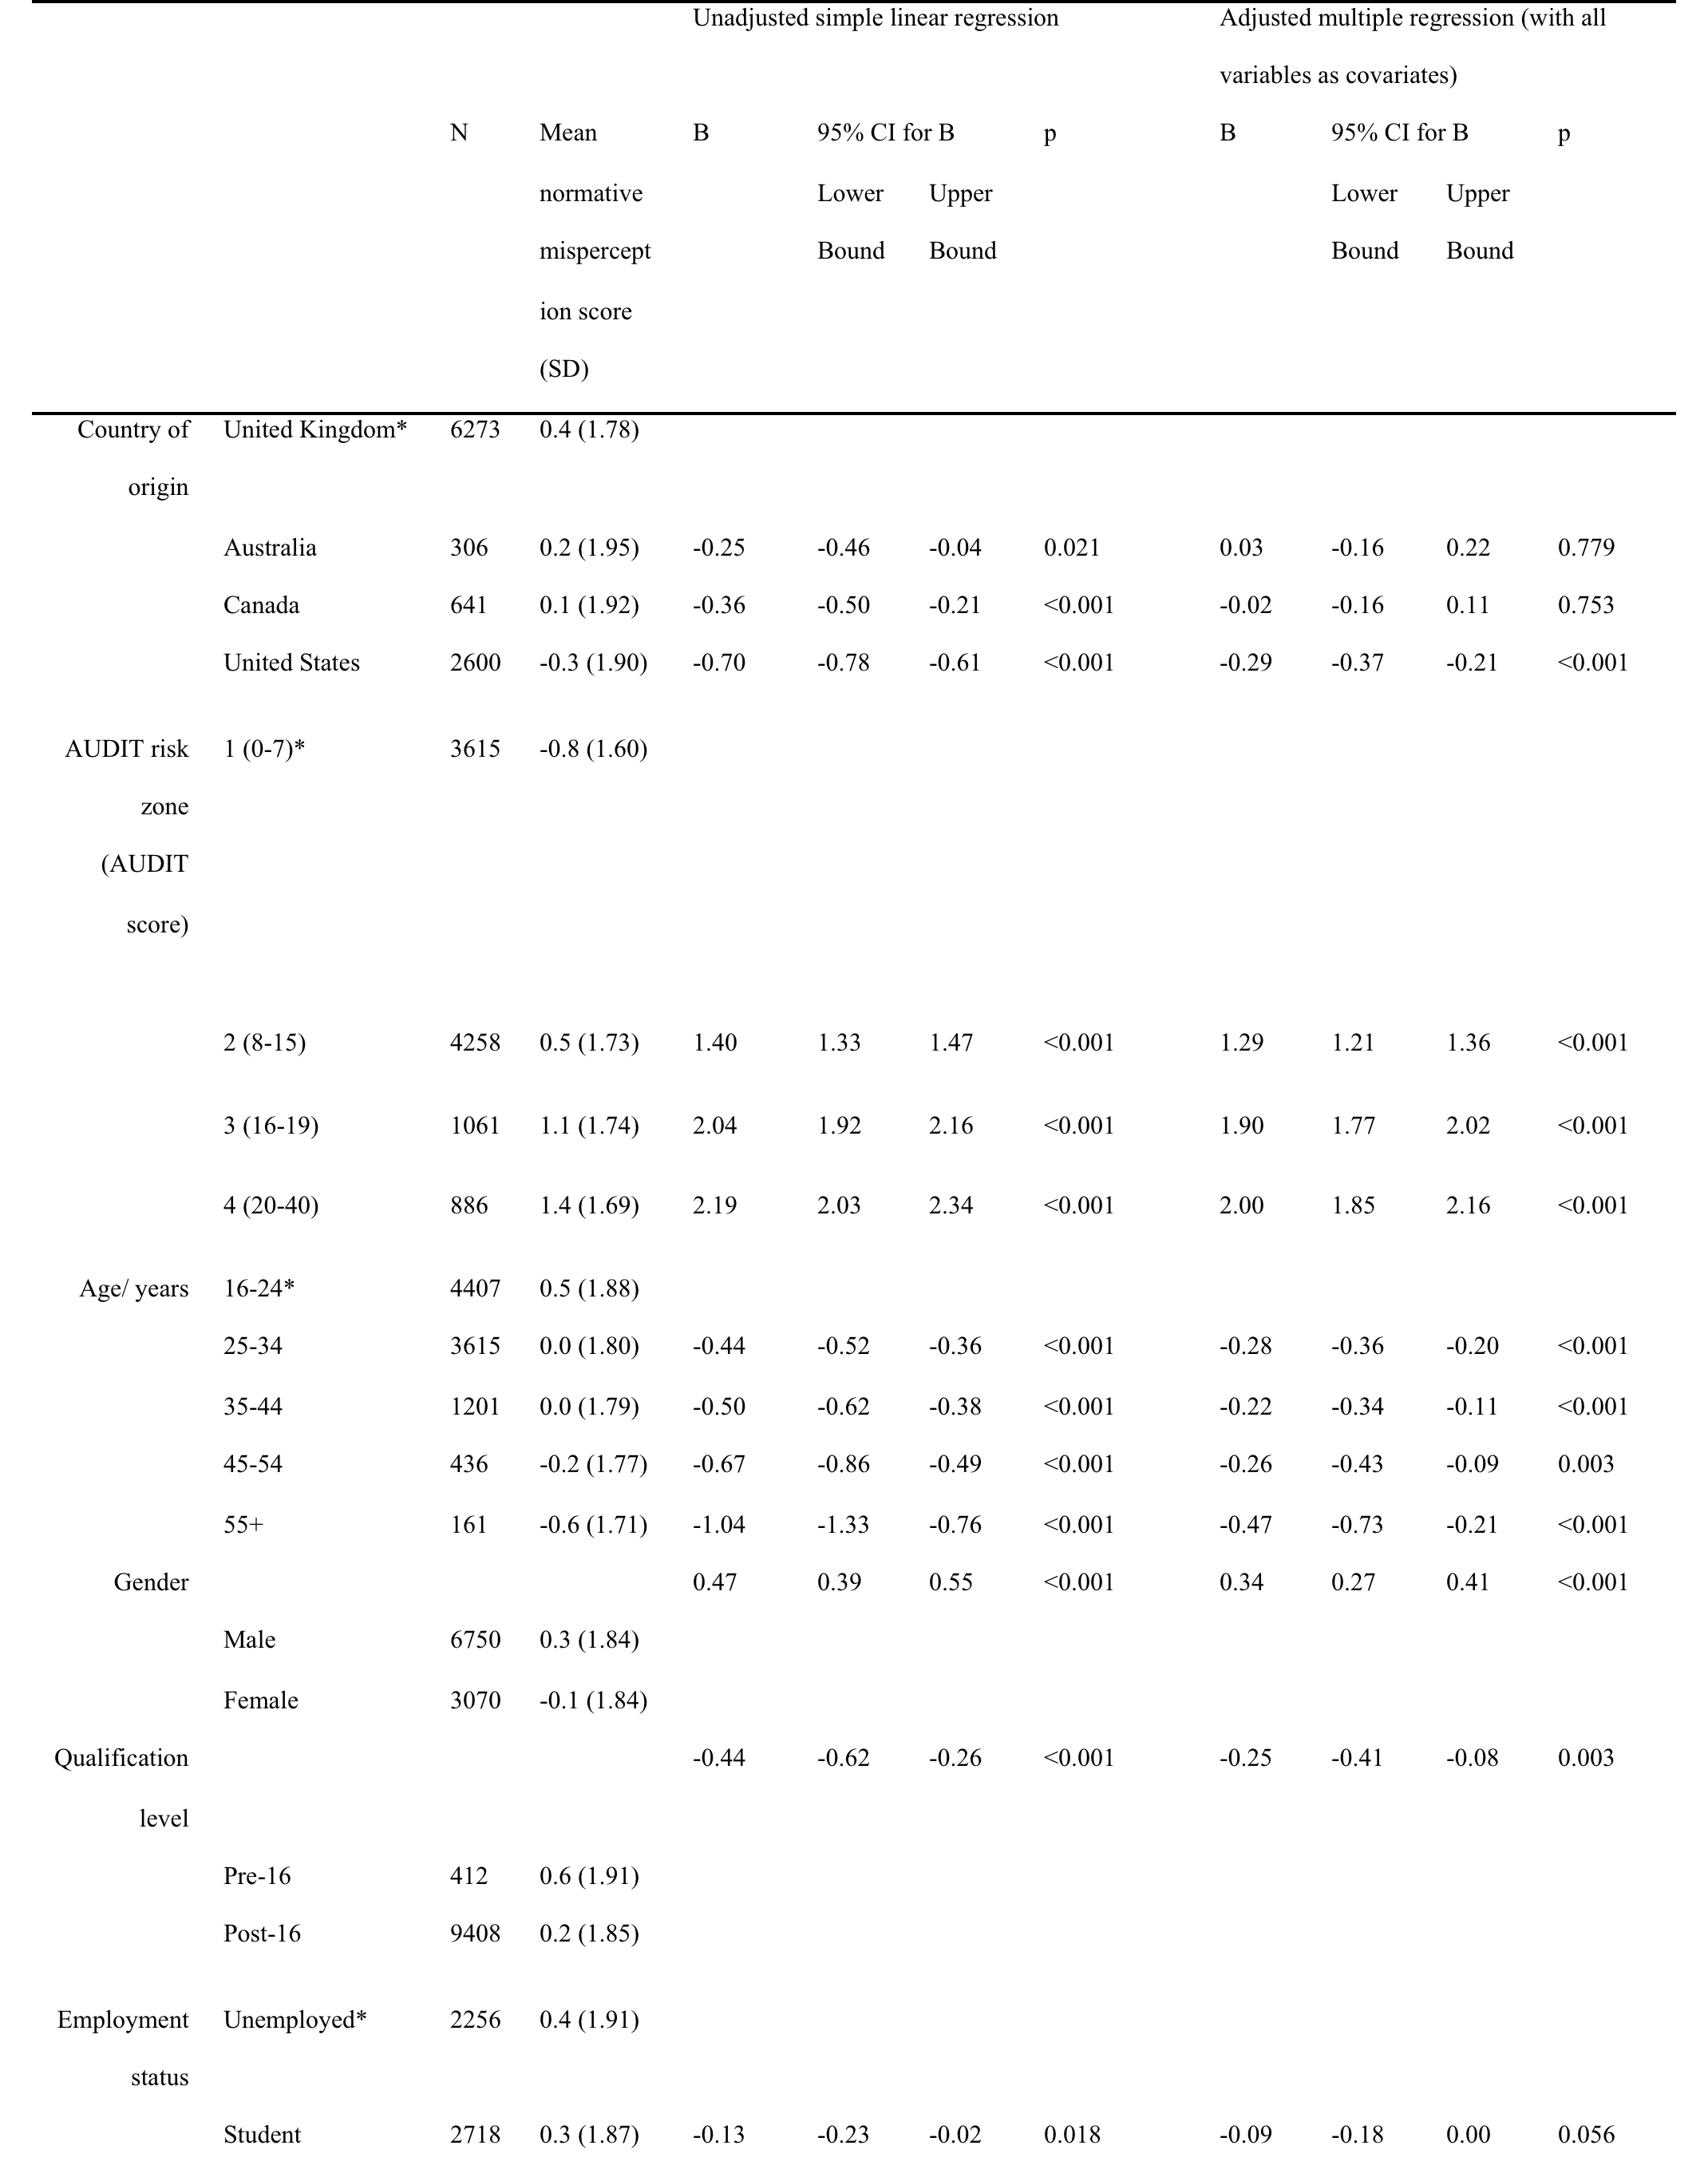 Unadjusted simple linear regression Adjusted multiple regression (with all
variables as covariates)
N Mean B 95% CI for B p B 95% CI for B p
normative Lower Upper Lower Upper
mispercept Bound Bound Bound Bound
ion score
(SD)
Country of United Kingdom* 6273 0.4 (1.78)
origin
Australia 306 0.2 (1.95) -0.25 -0.46 -0.04 0.021 0.03 -0.16 0.22 0.779
Canada 641 0.1 (1.92) -0.36 -0.50 -0.21 <0.001 -0.02 -0.16 0.11 0.753
United States 2600 -0.3 (1.90) -0.70 -0.78 -0.61 <0.001 -0.29 -0.37 -0.21 <0.001
AUDIT risk 1 (0-7)* 3615 -0.8 (1.60)
zone
(AUDIT
score)
2 (8-15) 4258 0.5 (1.73) 1.40 1.33 1.47 <0.001 1.29 1.21 1.36 <0.001
3 (16-19) 1061 1.1 (1.74) 2.04 1.92 2.16 <0.001 1.90 1.77 2.02 <0.001
4 (20-40) 886 1.4 (1.69) 2.19 2.03 2.34 <0.001 2.00 1.85 2.16 <0.001
Age/ years 16-24* 4407 0.5 (1.88)
25-34 3615 0.0 (1.80) -0.44 -0.52 -0.36 <0.001 -0.28 -0.36 -0.20 <0.001
35-44 1201 0.0 (1.79) -0.50 -0.62 -0.38 <0.001 -0.22 -0.34 -0.11 <0.001
45-54 436 -0.2 (1.77) -0.67 -0.86 -0.49 <0.001 -0.26 -0.43 -0.09 0.003
55+ 161 -0.6 (1.71) -1.04 -1.33 -0.76 <0.001 -0.47 -0.73 -0.21 <0.001
Gender 0.47 0.39 0.55 <0.001 0.34 0.27 0.41 <0.001
Male 6750 0.3 (1.84)
Female 3070 -0.1 (1.84)
Qualification -0.44 -0.62 -0.26 <0.001 -0.25 -0.41 -0.08 0.003
level
Pre-16 412 0.6 (1.91)
Post-16 9408 0.2 (1.85)
Employment Unemployed* 2256 0.4 (1.91)
status
Student 2718 0.3 (1.87) -0.13 -0.23 -0.02 0.018 -0.09 -0.18 0.00 0.056